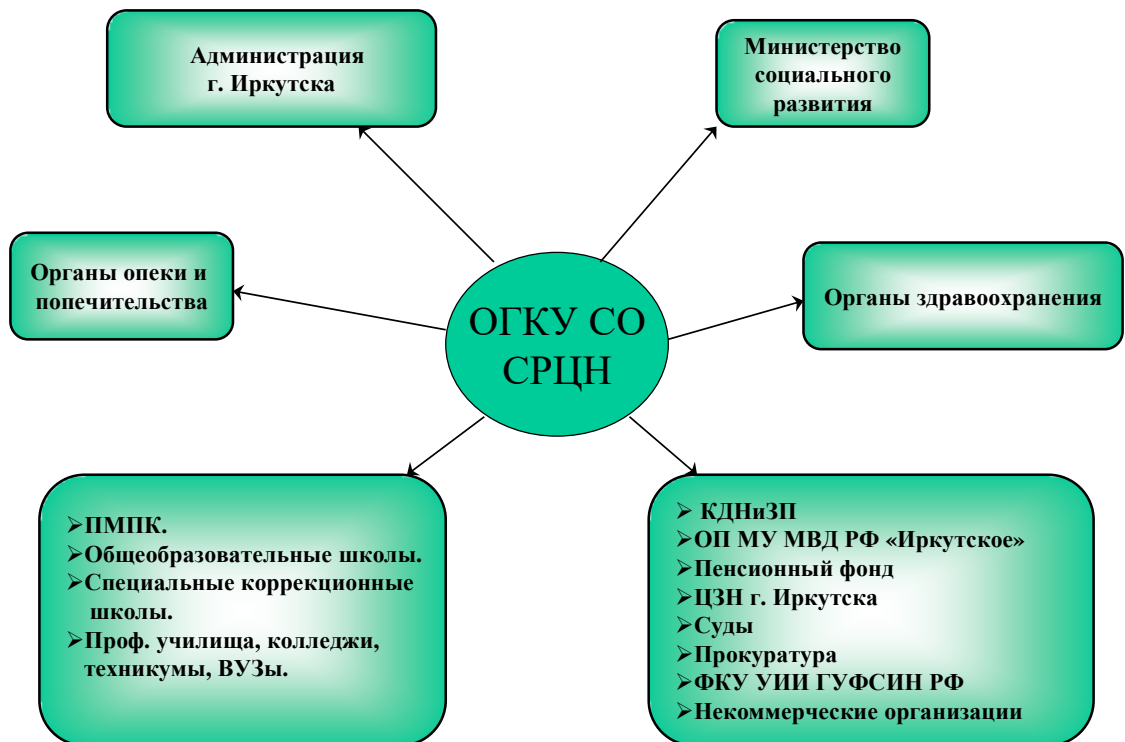 Администрация
г. Иркутска
Министерство
социального
развития
Органы опеки и
попечительства
Органы здравоохранения
ОГКУ СО
СРЦН
➢ПМПК.
➢Общеобразовательные школы.
➢Специальные коррекционные
школы.
➢Проф. училища, колледжи,
техникумы, ВУЗы.
➢ КДНиЗП
➢ОП МУ МВД РФ «Иркутское»
➢Пенсионный фонд
➢ЦЗН г. Иркутска
➢Суды
➢Прокуратура
➢ФКУ УИИ ГУФСИН РФ
➢Некоммерческие организации